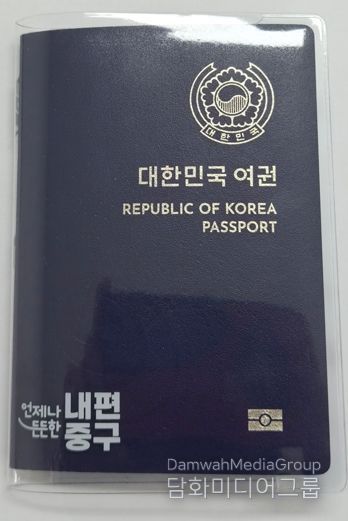 대한민국
대한민국 여권
REPUBLIC OF KOREA
PASSPORT
언제나
든든한
내편
중구
DamwahMediaGroup
담화미디어그룹